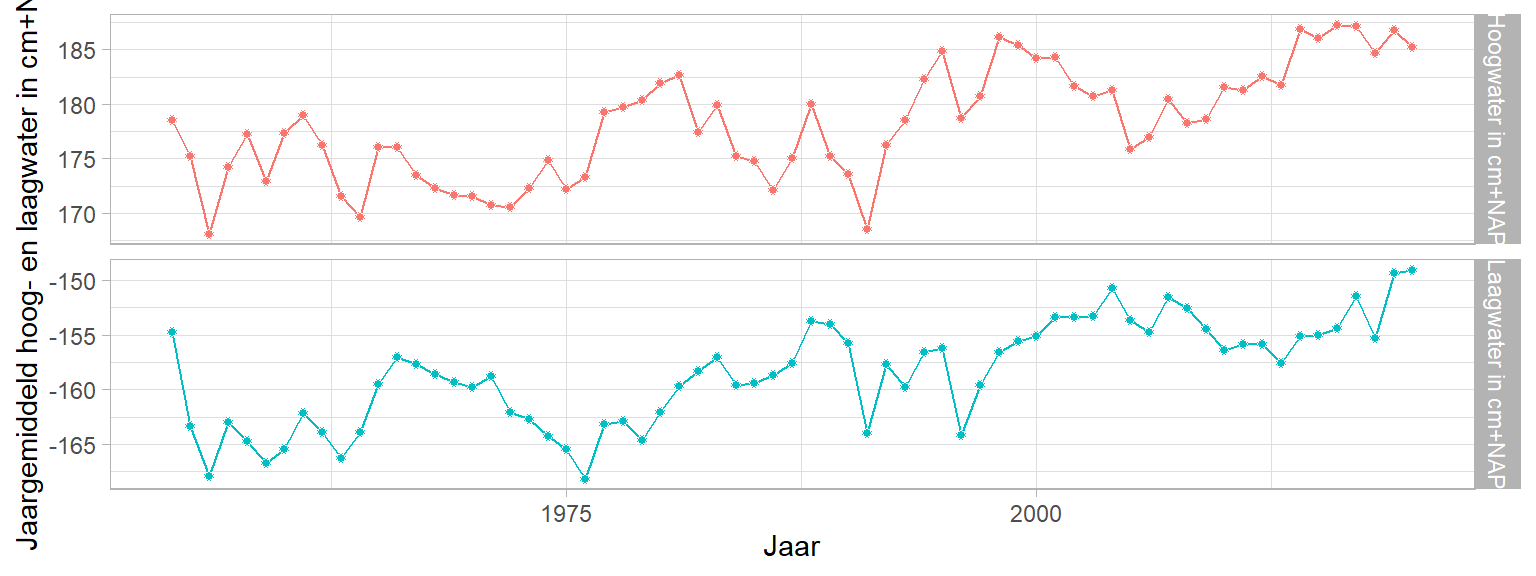 Jaargemiddeld hoog- en laagwater in cm+N
185
180
175
170
Hoogwater in cm+NAP
-150
-155
-160
-165
Laagwater in cm+NAP
1975
2000
Jaar